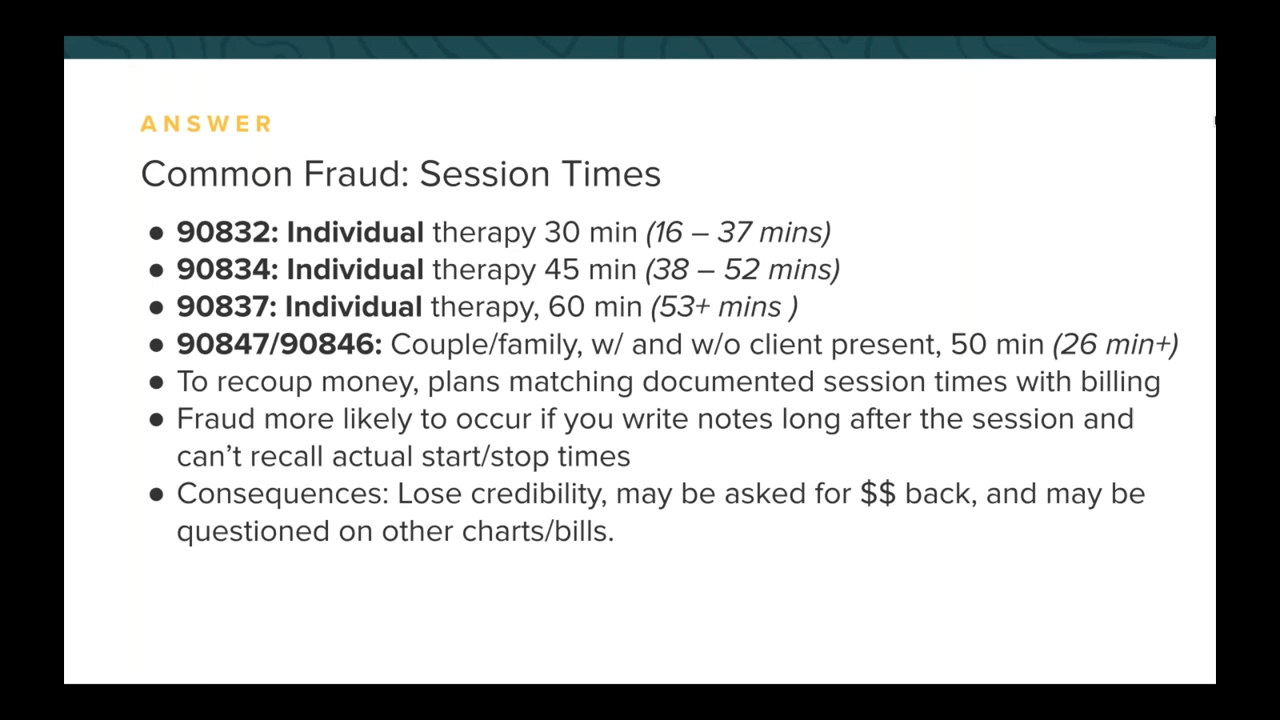 ANSWER
Common Fraud: Session Times
● 90832: Individual therapy 30 min (16 – 37 mins)
● 90834: Individual therapy 45 min (38 – 52 mins)
● 90837: Individual therapy, 60 min (53+ mins )
● 90847/90846: Couple/family, w/ and w/o client present, 50 min (26 min+)
● To recoup money, plans matching documented session times with billing
● Fraud more likely to occur if you write notes long after the session and
can’t recall actual start/stop times
● Consequences: Lose credibility, may be asked for $$ back, and may be
questioned on other charts/bills.